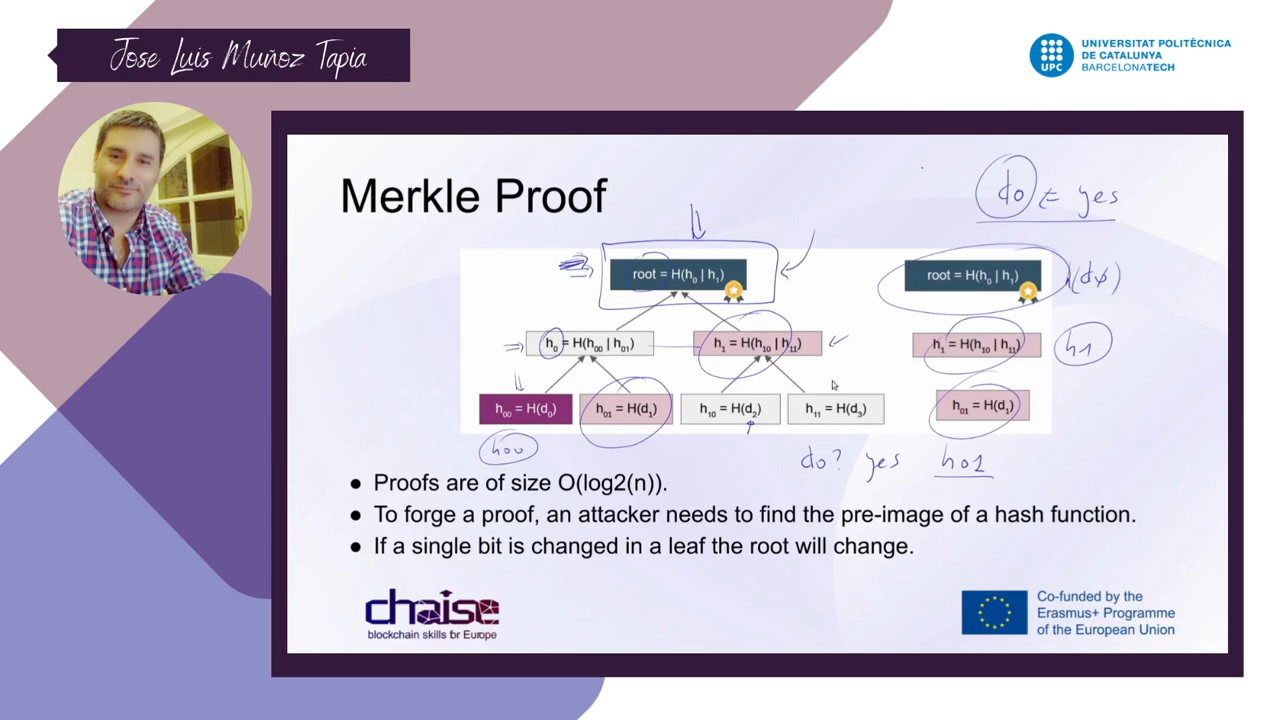 Jose Luis Muñoz Tapia
UPC
UNIVERSITAT POLITÈCNICA
DE CATALUNYA
BARCELONATECH
Merkle Proof
do ∈ yes
root = H(h₀ | h₁)
h₀ = H(h₀₀ | h₀₁)
h₁ = H(h₁₀ | h₁₁)
h₀₀ = H(d₀)
h₀₁ = H(d₁)
h₁₀ = H(d₂)
h₁₁ = H(d₃)
root = H(h₀ | h₁)
h₁ = H(h₁₀ | h₁₁)
h1
h₀₁ = H(d₁)
h00
do? yes h01
● Proofs are of size O(log2(n)).
● To forge a proof, an attacker needs to find the pre-image of a hash function.
● If a single bit is changed in a leaf the root will change.
chaise
blockchain skills for Europe
Co-funded by the
Erasmus+ Programme
of the European Union